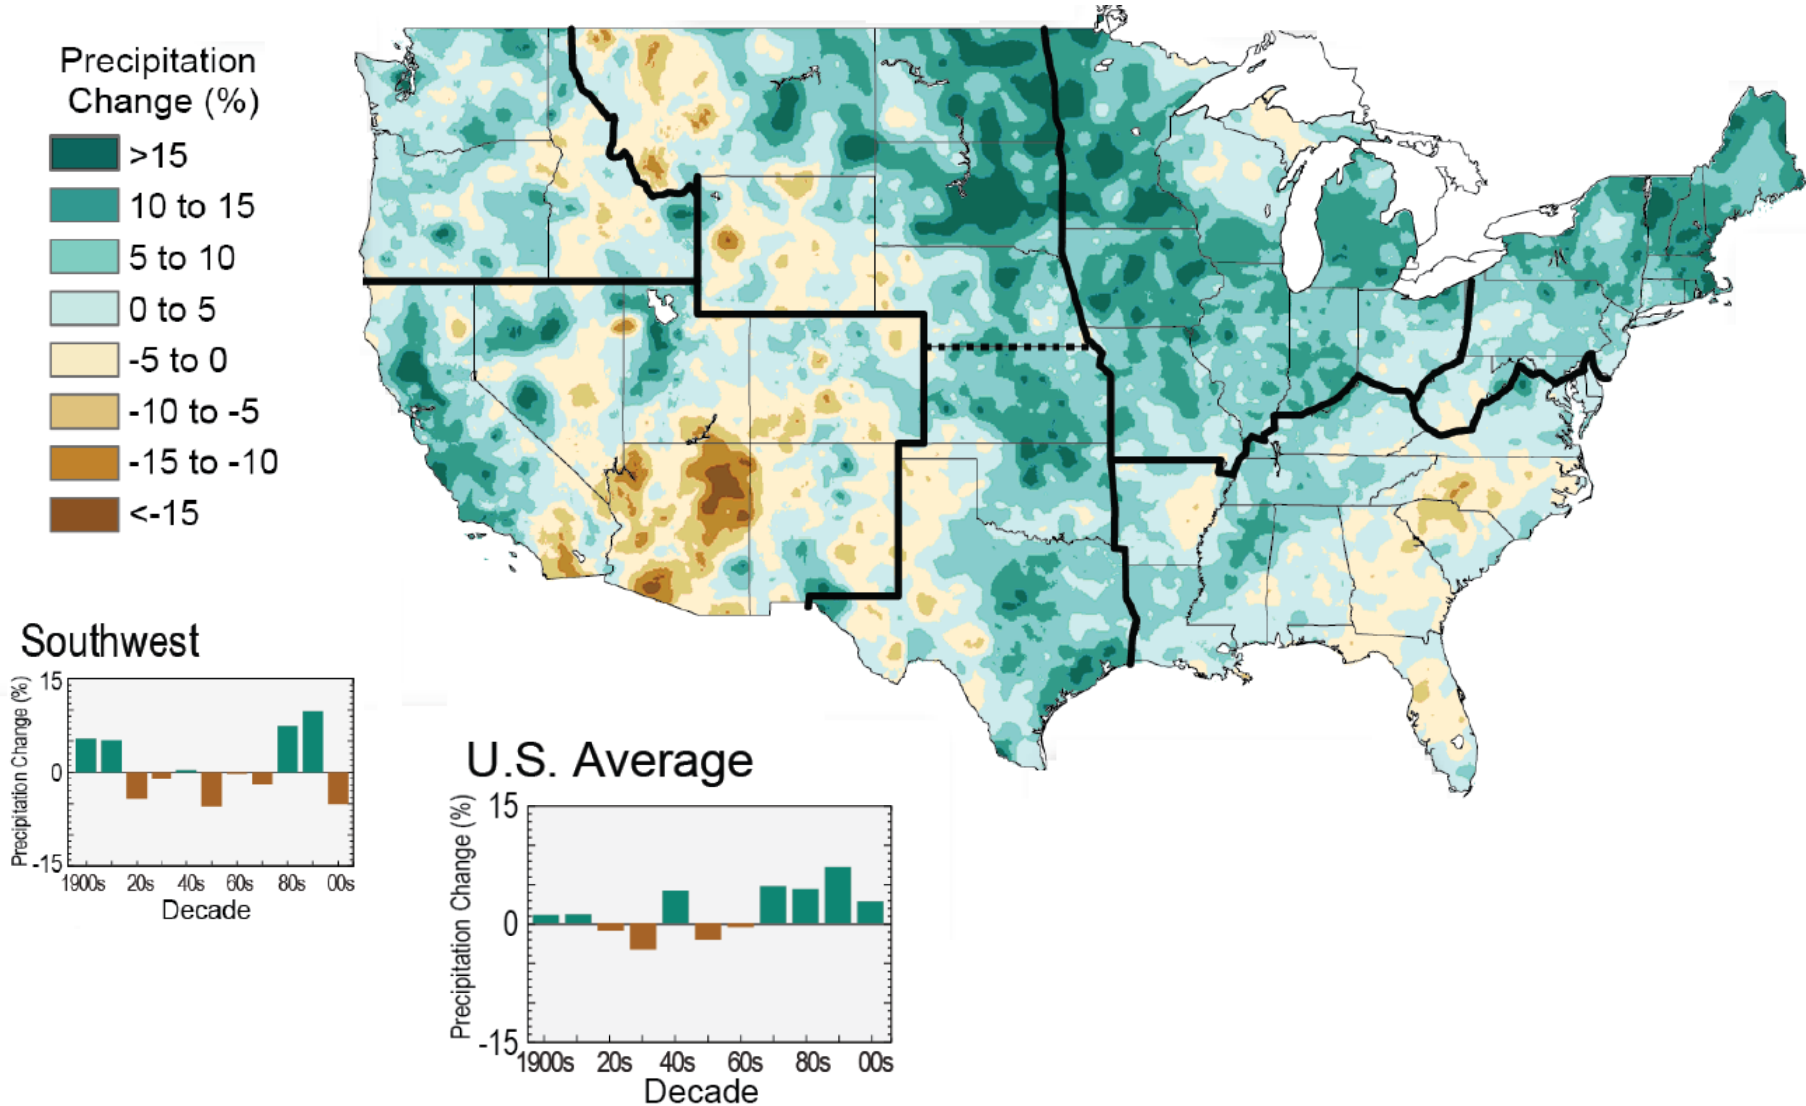 Precipitation
Change (%)
>15
10 to 15
5 to 10
0 to 5
-5 to 0
-10 to -5
-15 to -10
<-15
Southwest
Precipitation Change (%)
15
0
-15
1900s 20s 40s 60s 80s 00s
Decade
U.S. Average
Precipitation Change (%)
15
0
-15
1900s 20s 40s 60s 80s 00s
Decade